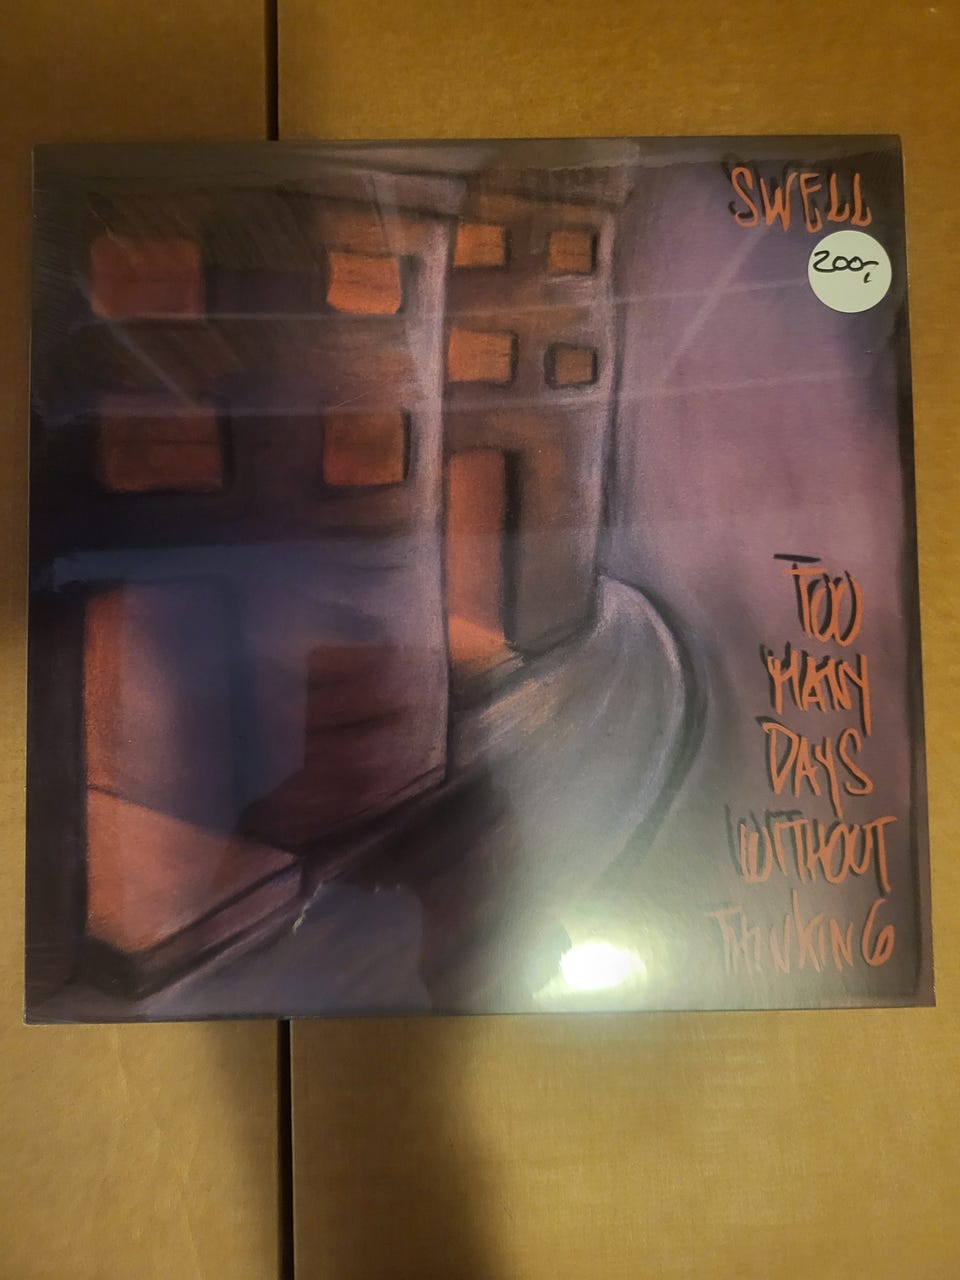 SWELL
200,-
TOO
MANY
DAYS
WITHOUT
THINKING